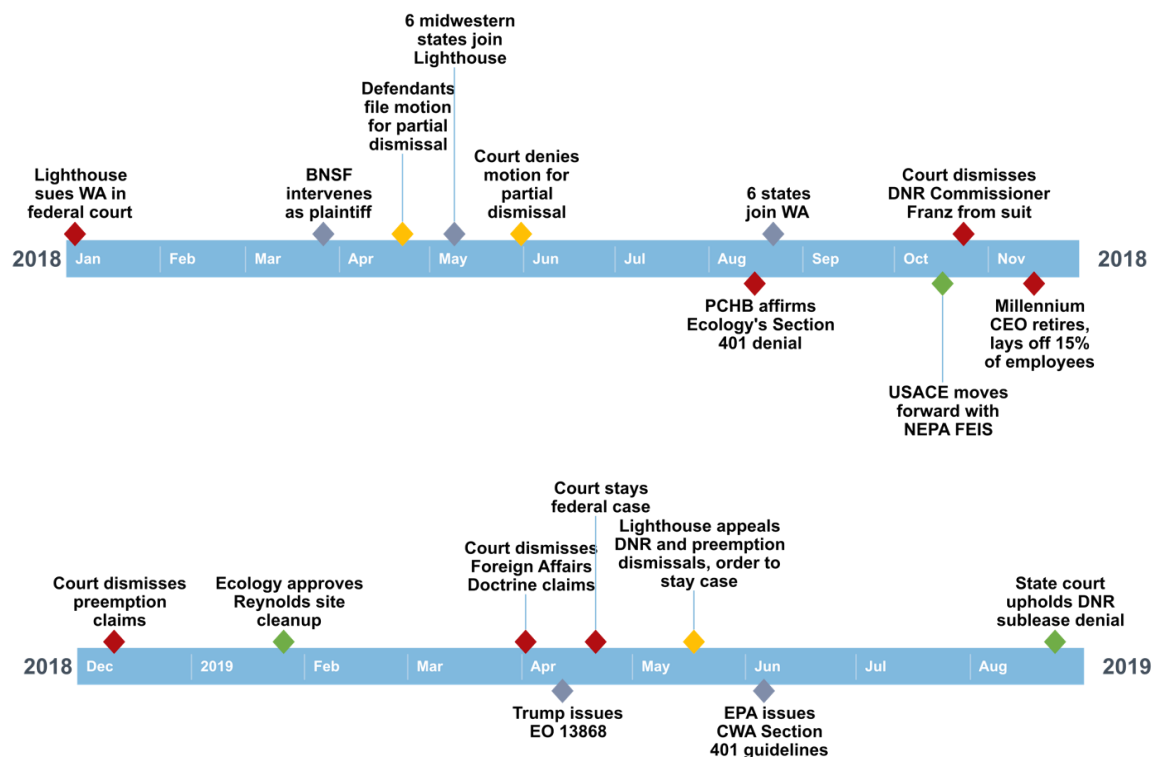 6 midwestern
states join
Lighthouse
Defendants
file motion
for partial
dismissal
Lighthouse
sues WA in
federal court
BNSF
intervenes
as plaintiff
Court denies
motion for
partial
dismissal
6 states
join WA
Court dismisses
DNR Commissioner
Franz from suit
2018 Jan Feb Mar Apr May Jun Jul Aug Sep Oct Nov 2018
PCHB affirms
Ecology's Section
401 denial
Millennium
CEO retires,
lays off 15%
of employees
USACE moves
forward with
NEPA FEIS
Court stays
federal case
Court dismisses
preemption
claims
Ecology approves
Reynolds site
cleanup
Court dismisses
Foreign Affairs
Doctrine claims
Lighthouse appeals
DNR and preemption
dismissals, order to
stay case
State court
upholds DNR
sublease denial
2018 Dec 2019 Feb Mar Apr May Jun Jul Aug 2019
Trump issues
EO 13868
EPA issues
CWA Section
401 guidelines